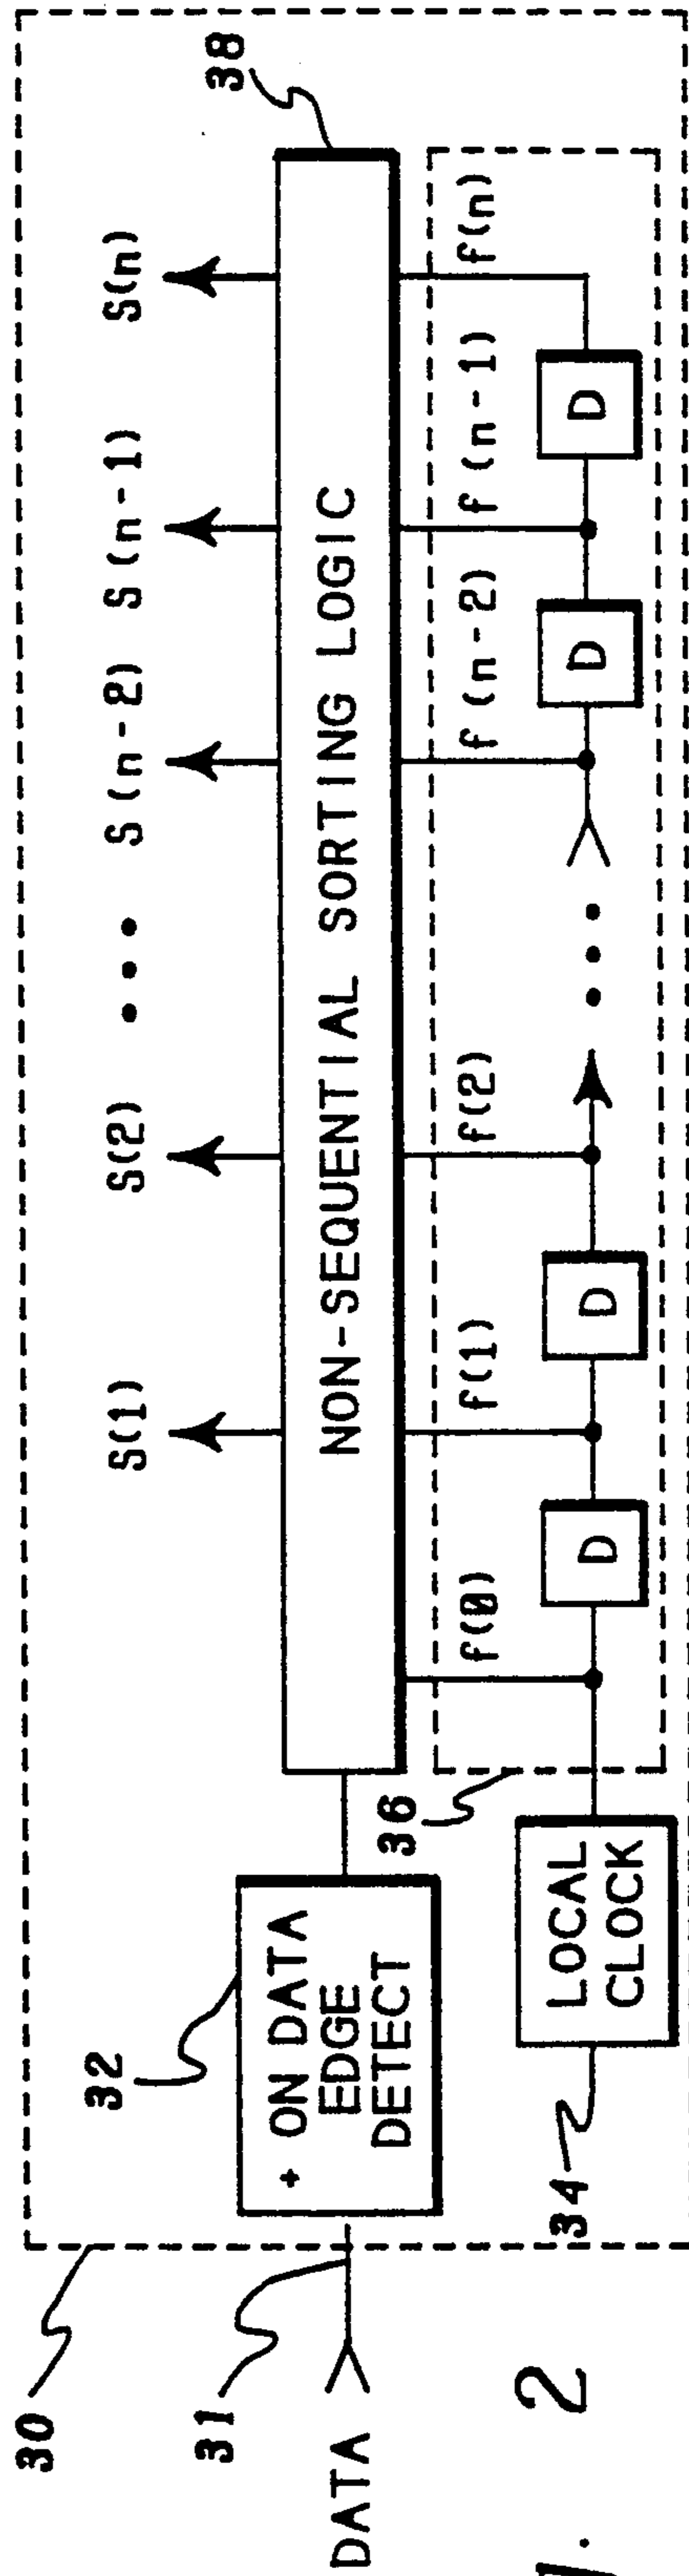 30
31
DATA
32
+ ON DATA
EDGE
DETECT
34
LOCAL
CLOCK
36
38
NON-SEQUENTIAL SORTING LOGIC
S(1)
S(2)
• • •
S(n-2)
S(n-1)
S(n)
f(0)
f(1)
f(2)
f(n-2)
f(n-1)
f(n)
D
D
• • •
D
D
2